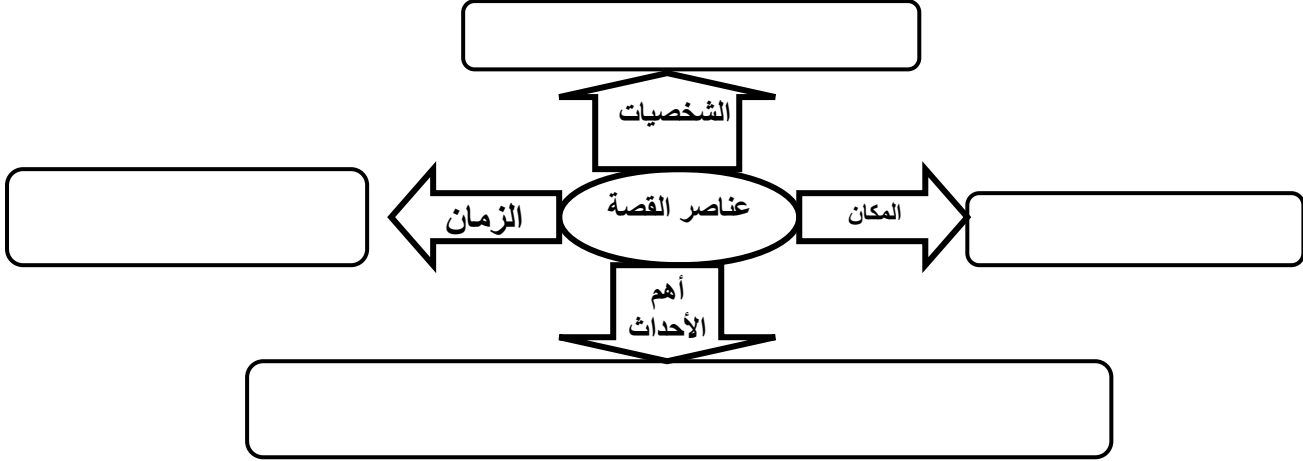 الشخصيات
عناصر القصة
المكان
الزمان
أهم
الأحداث